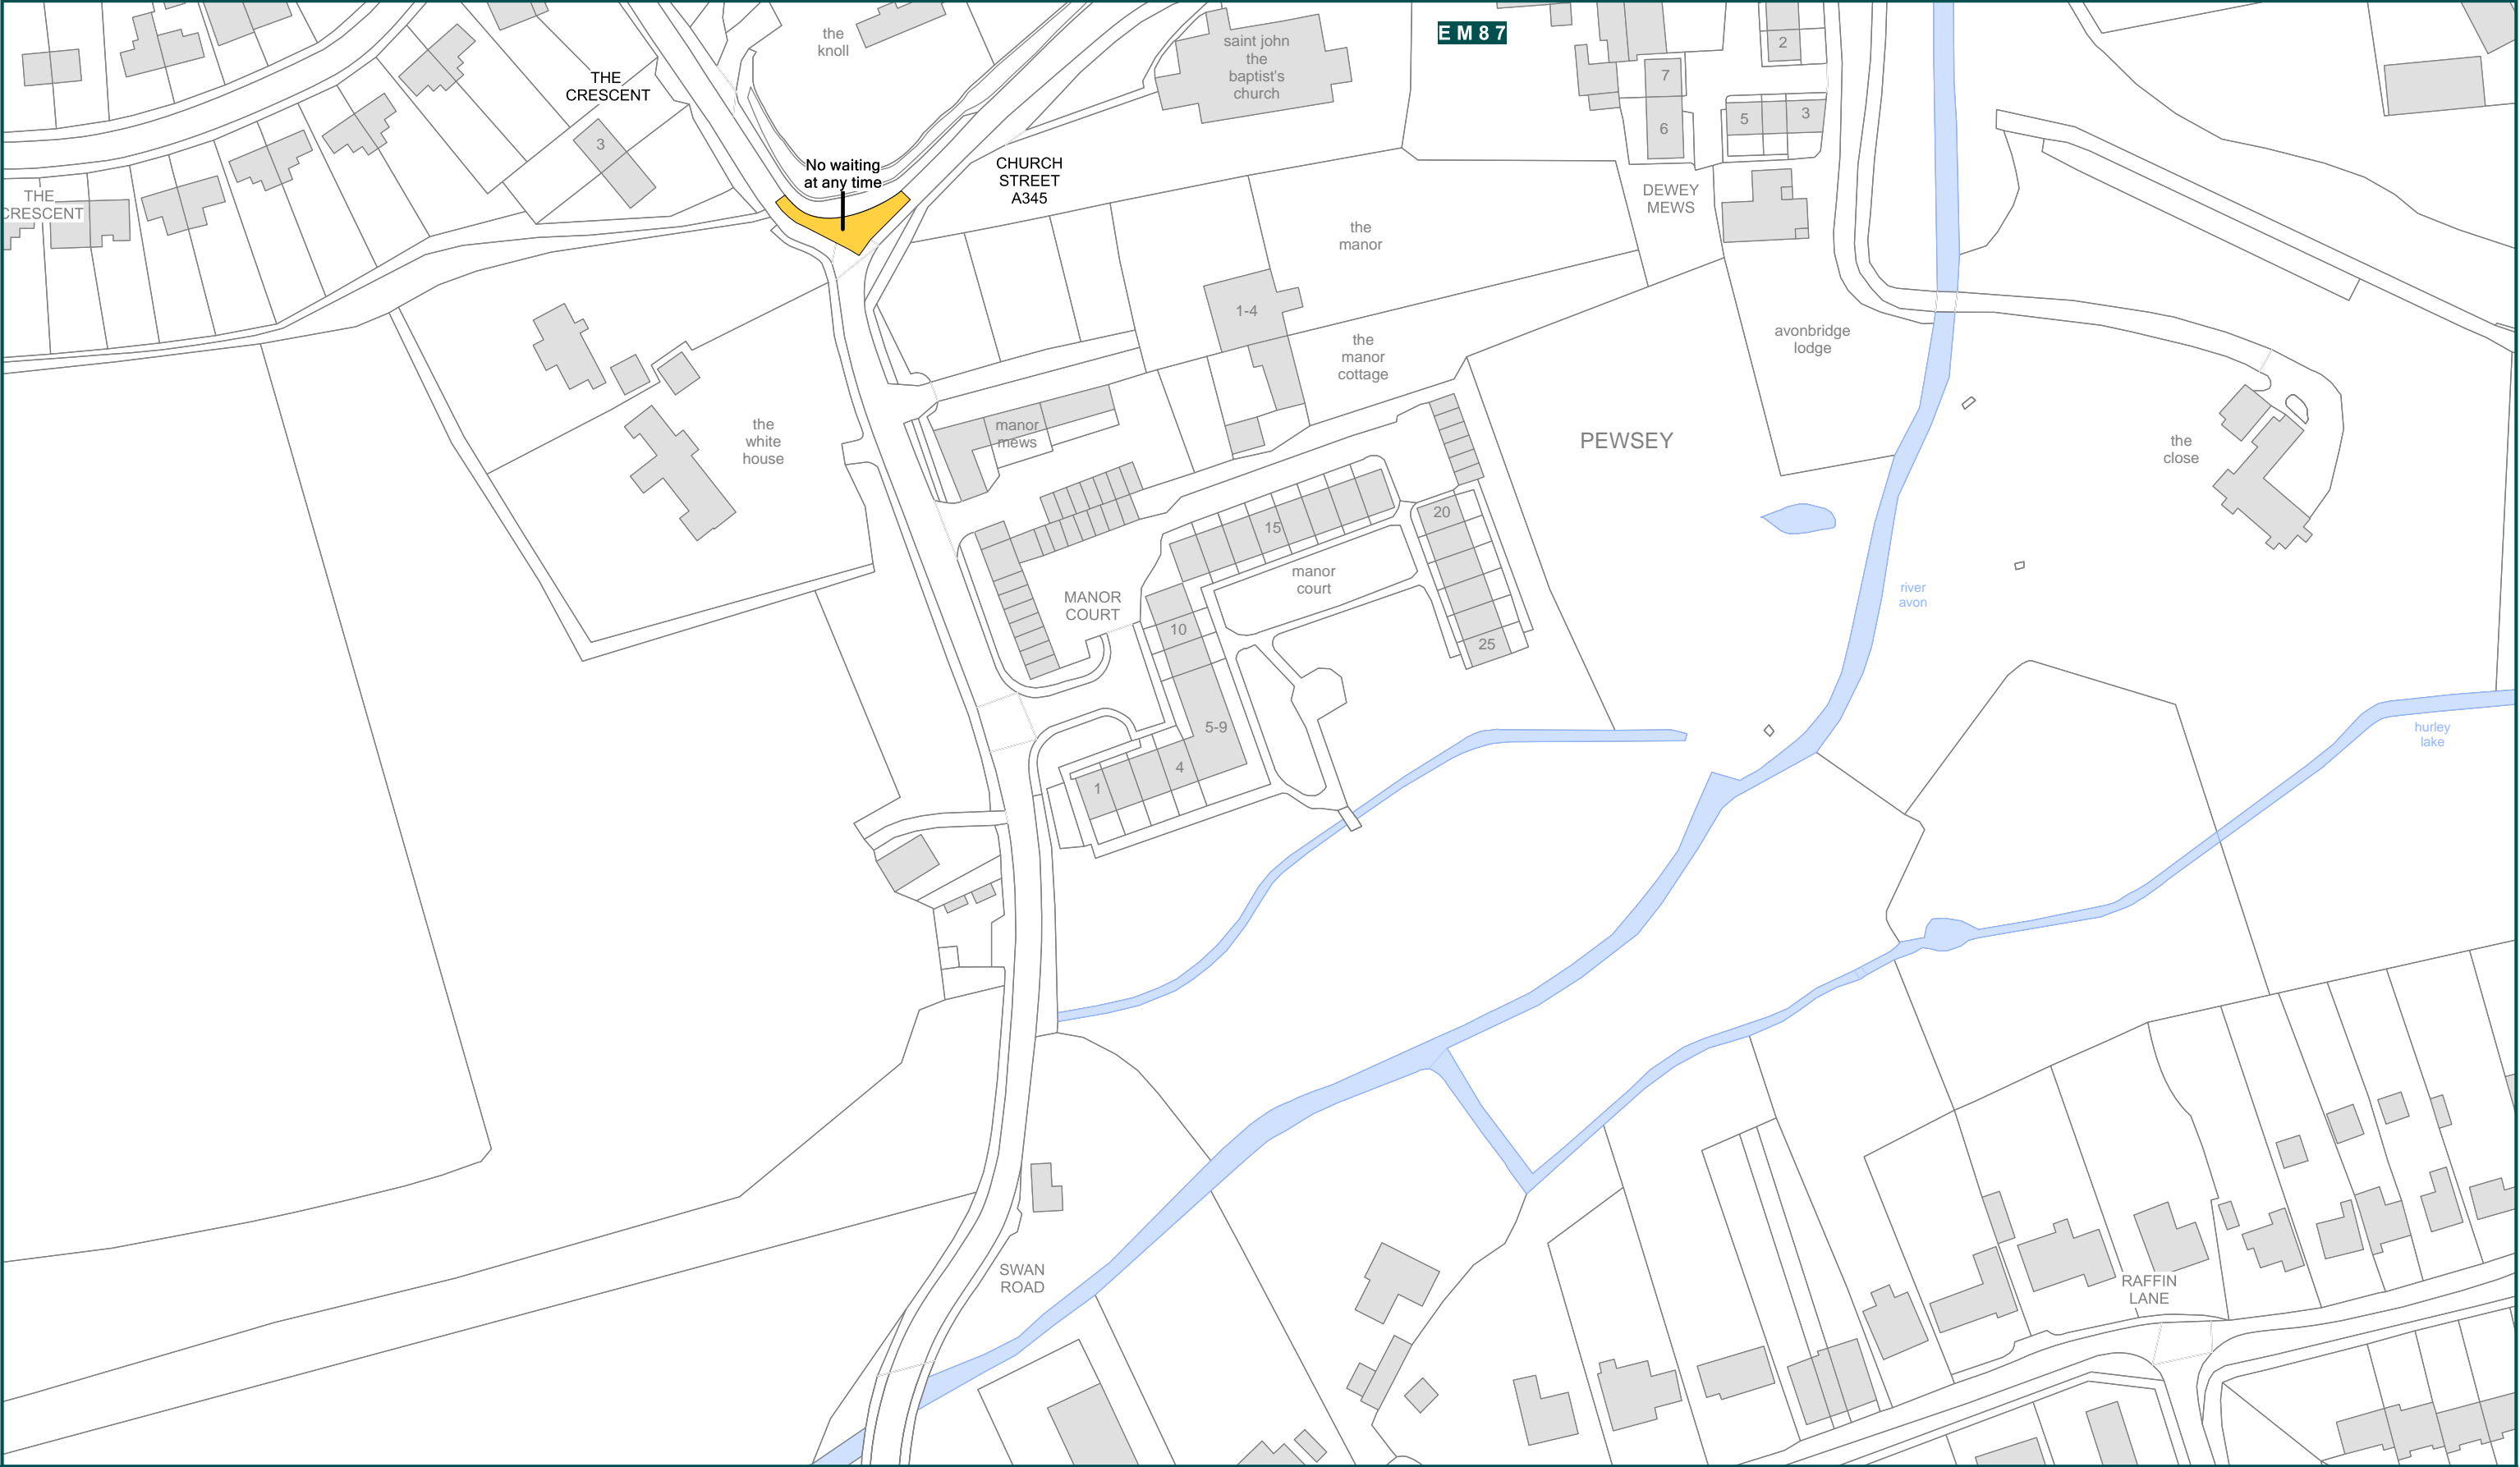 the
knoll
saint john
the
baptist's
church
EM87
2
7
6
5
3
THE
CRESCENT
3
No waiting
at any time
CHURCH
STREET
A345
THE
CRESCENT
DEWEY
MEWS
the
manor
1-4
avonbridge
lodge
the
manor
cottage
the
white
house
manor
mews
PEWSEY
the
close
15
20
manor
court
MANOR
COURT
river
avon
10
25
5-9
4
1
hurley
lake
SWAN
ROAD
RAFFIN
LANE